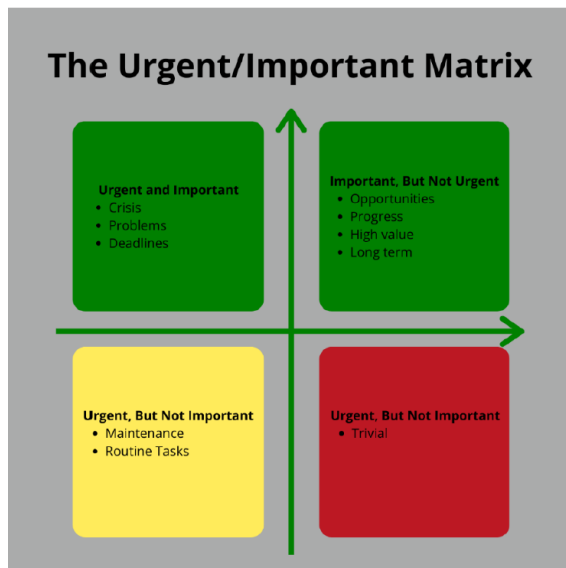 The Urgent/Important Matrix
Urgent and Important
• Crisis
• Problems
• Deadlines
Important, But Not Urgent
• Opportunities
• Progress
• High value
• Long term
Urgent, But Not Important
• Maintenance
• Routine Tasks
Urgent, But Not Important
• Trivial